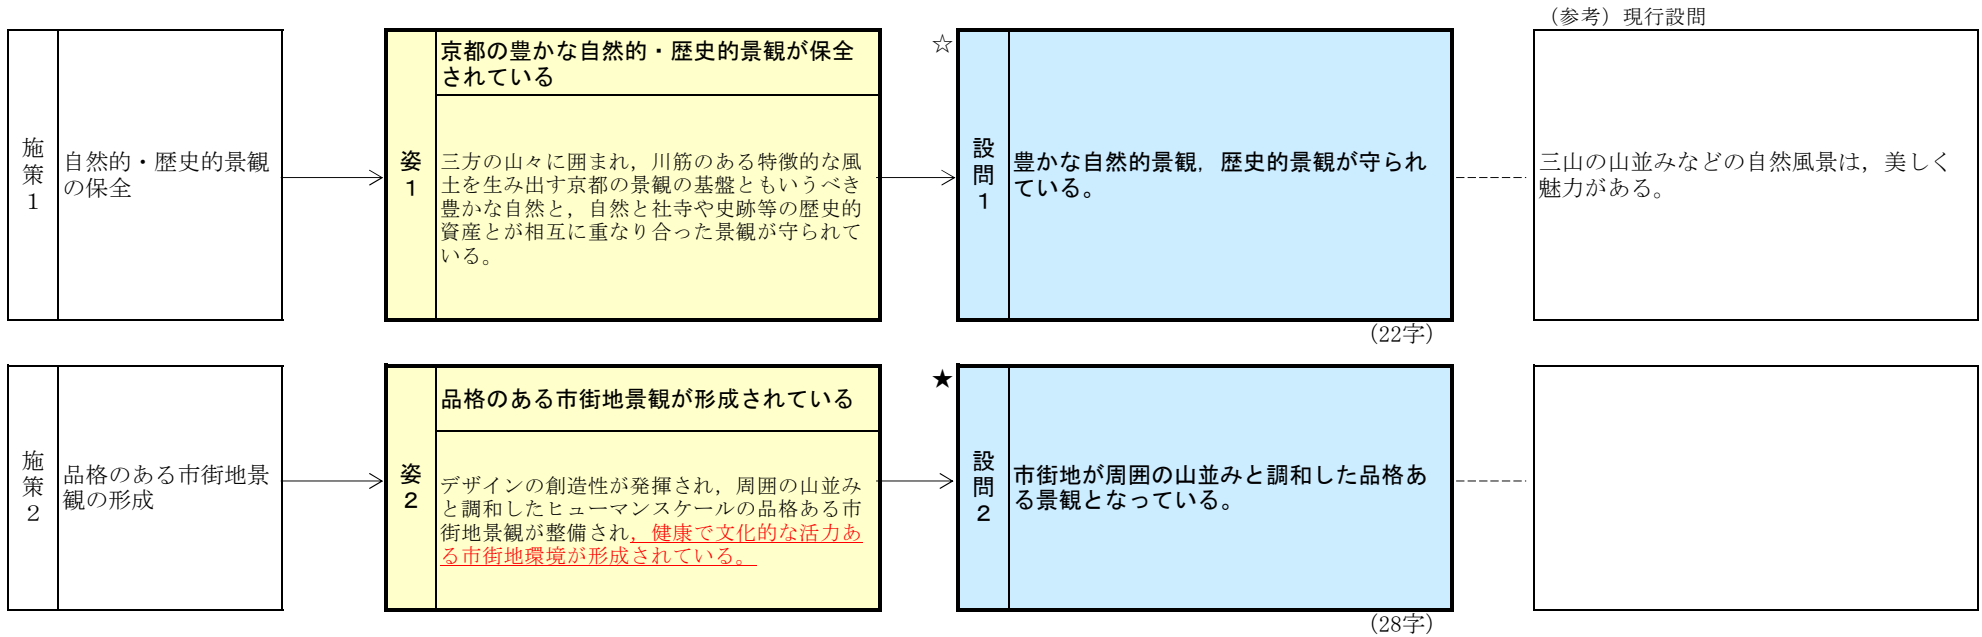 （参考）現行設問
施策１
自然的・歴史的景観
の保全
姿１
京都の豊かな自然的・歴史的景観が保全
されている
三方の山々に囲まれ，川筋のある特徴的な風
土を生み出す京都の景観の基盤ともいうべき
豊かな自然と，自然と社寺や史跡等の歴史的
資産とが相互に重なり合った景観が守られて
いる。
☆
設問１
豊かな自然的景観，歴史的景観が守られ
ている。
三山の山並みなどの自然風景は，美しく
魅力がある。
（22字）
施策２
品格のある市街地景
観の形成
姿２
品格のある市街地景観が形成されている
デザインの創造性が発揮され，周囲の山並み
と調和したヒューマンスケールの品格ある市
街地景観が整備され，健康で文化的な活力あ
る市街地環境が形成されている。
★
設問２
市街地が周囲の山並みと調和した品格あ
る景観となっている。
（28字）